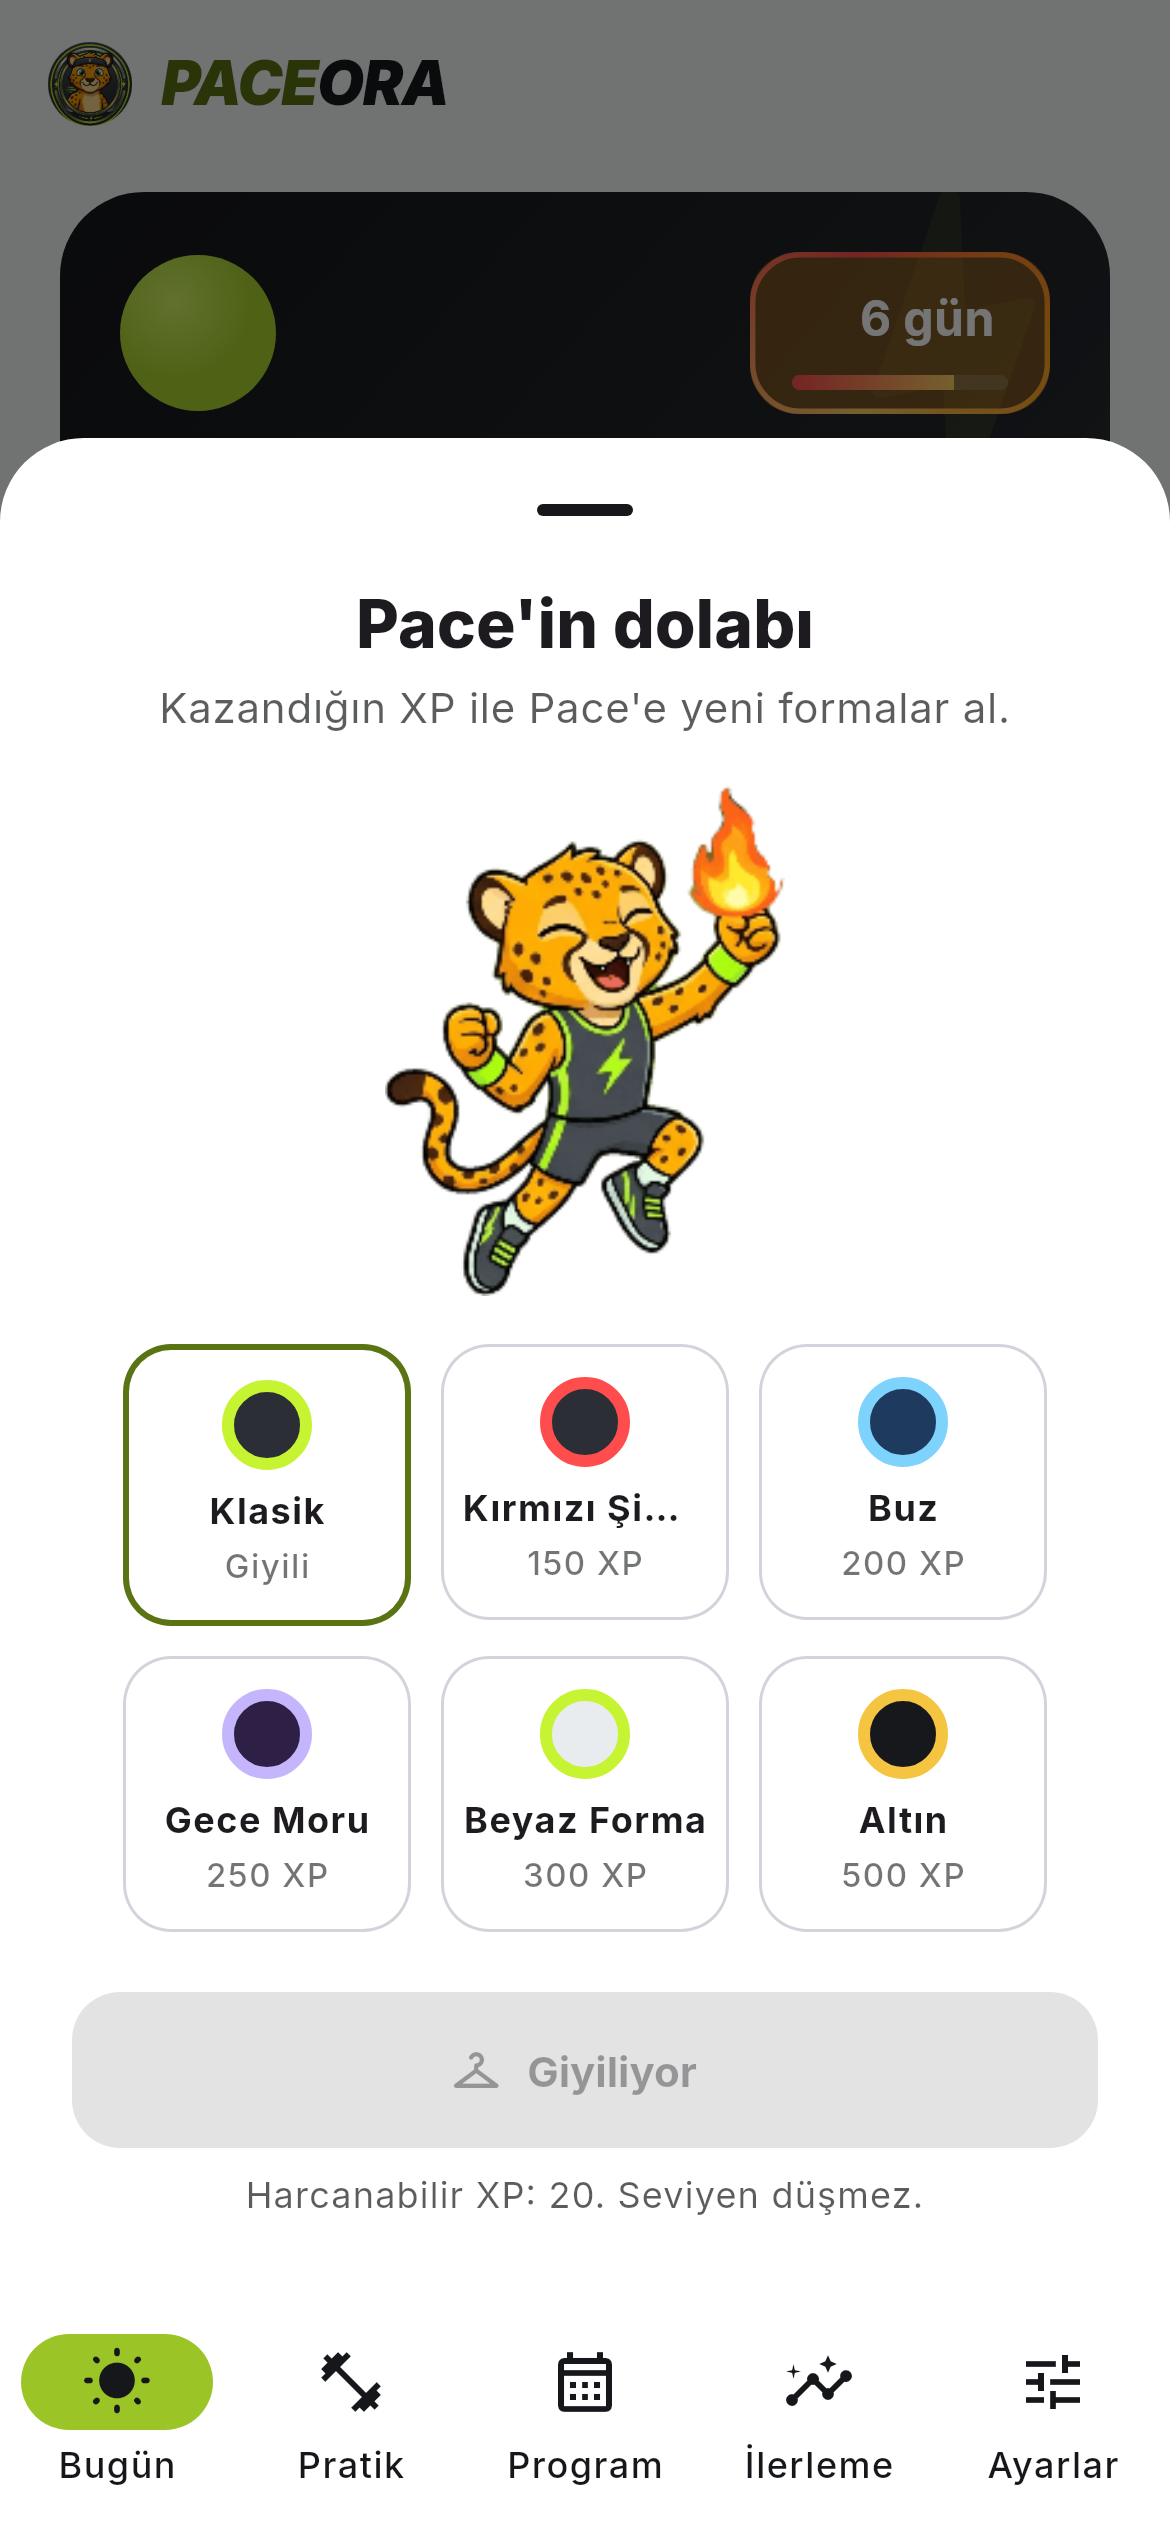 PACEORA
6 gün
Pace'in dolabı
Kazandığın XP ile Pace'e yeni formalar al.
Klasik
Giyili
Kırmızı Şi...
150 XP
Buz
200 XP
Gece Moru
250 XP
Beyaz Forma
300 XP
Altın
500 XP
Giyiliyor
Harcanabilir XP: 20. Seviyen düşmez.
Bugün
Pratik
Program
İlerleme
Ayarlar